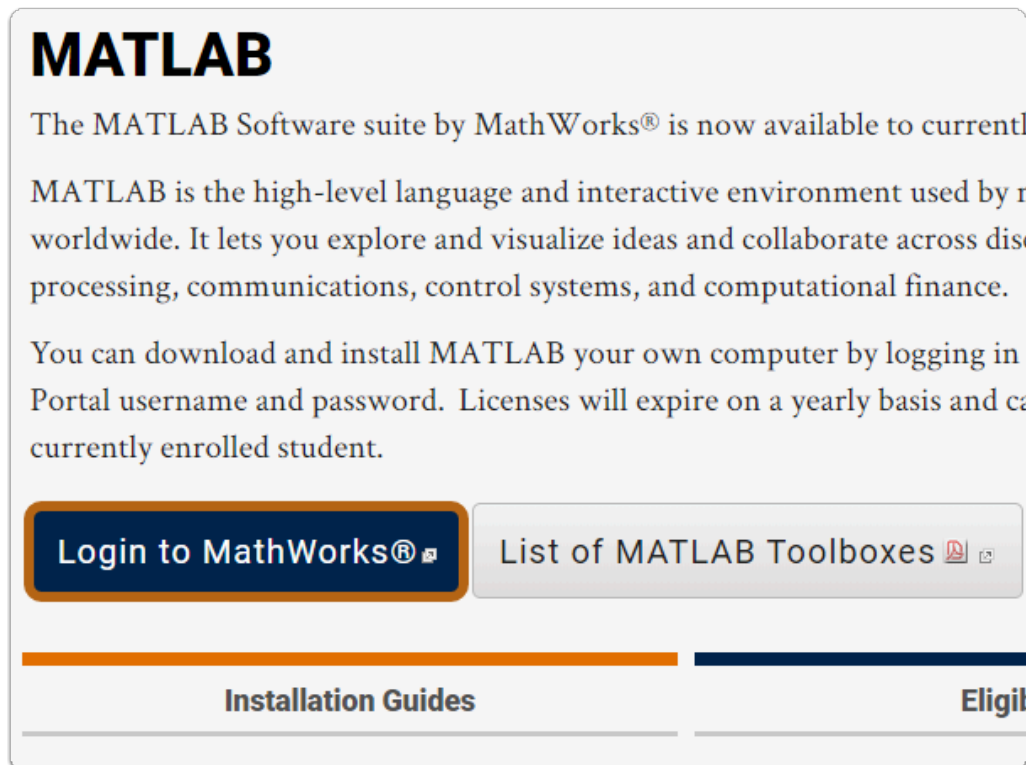 MATLAB
The MATLAB Software suite by MathWorks® is now available to
MATLAB is the high-level language and interactive environment used by
worldwide. It lets you explore and visualize ideas and collaborate across
processing, communications, control systems, and computational finance.
You can download and install MATLAB your own computer by logging in
Portal username and password. Licenses will expire on a yearly basis and
currently enrolled student.
Login to MathWorks®
List of MATLAB Toolboxes
Installation Guides